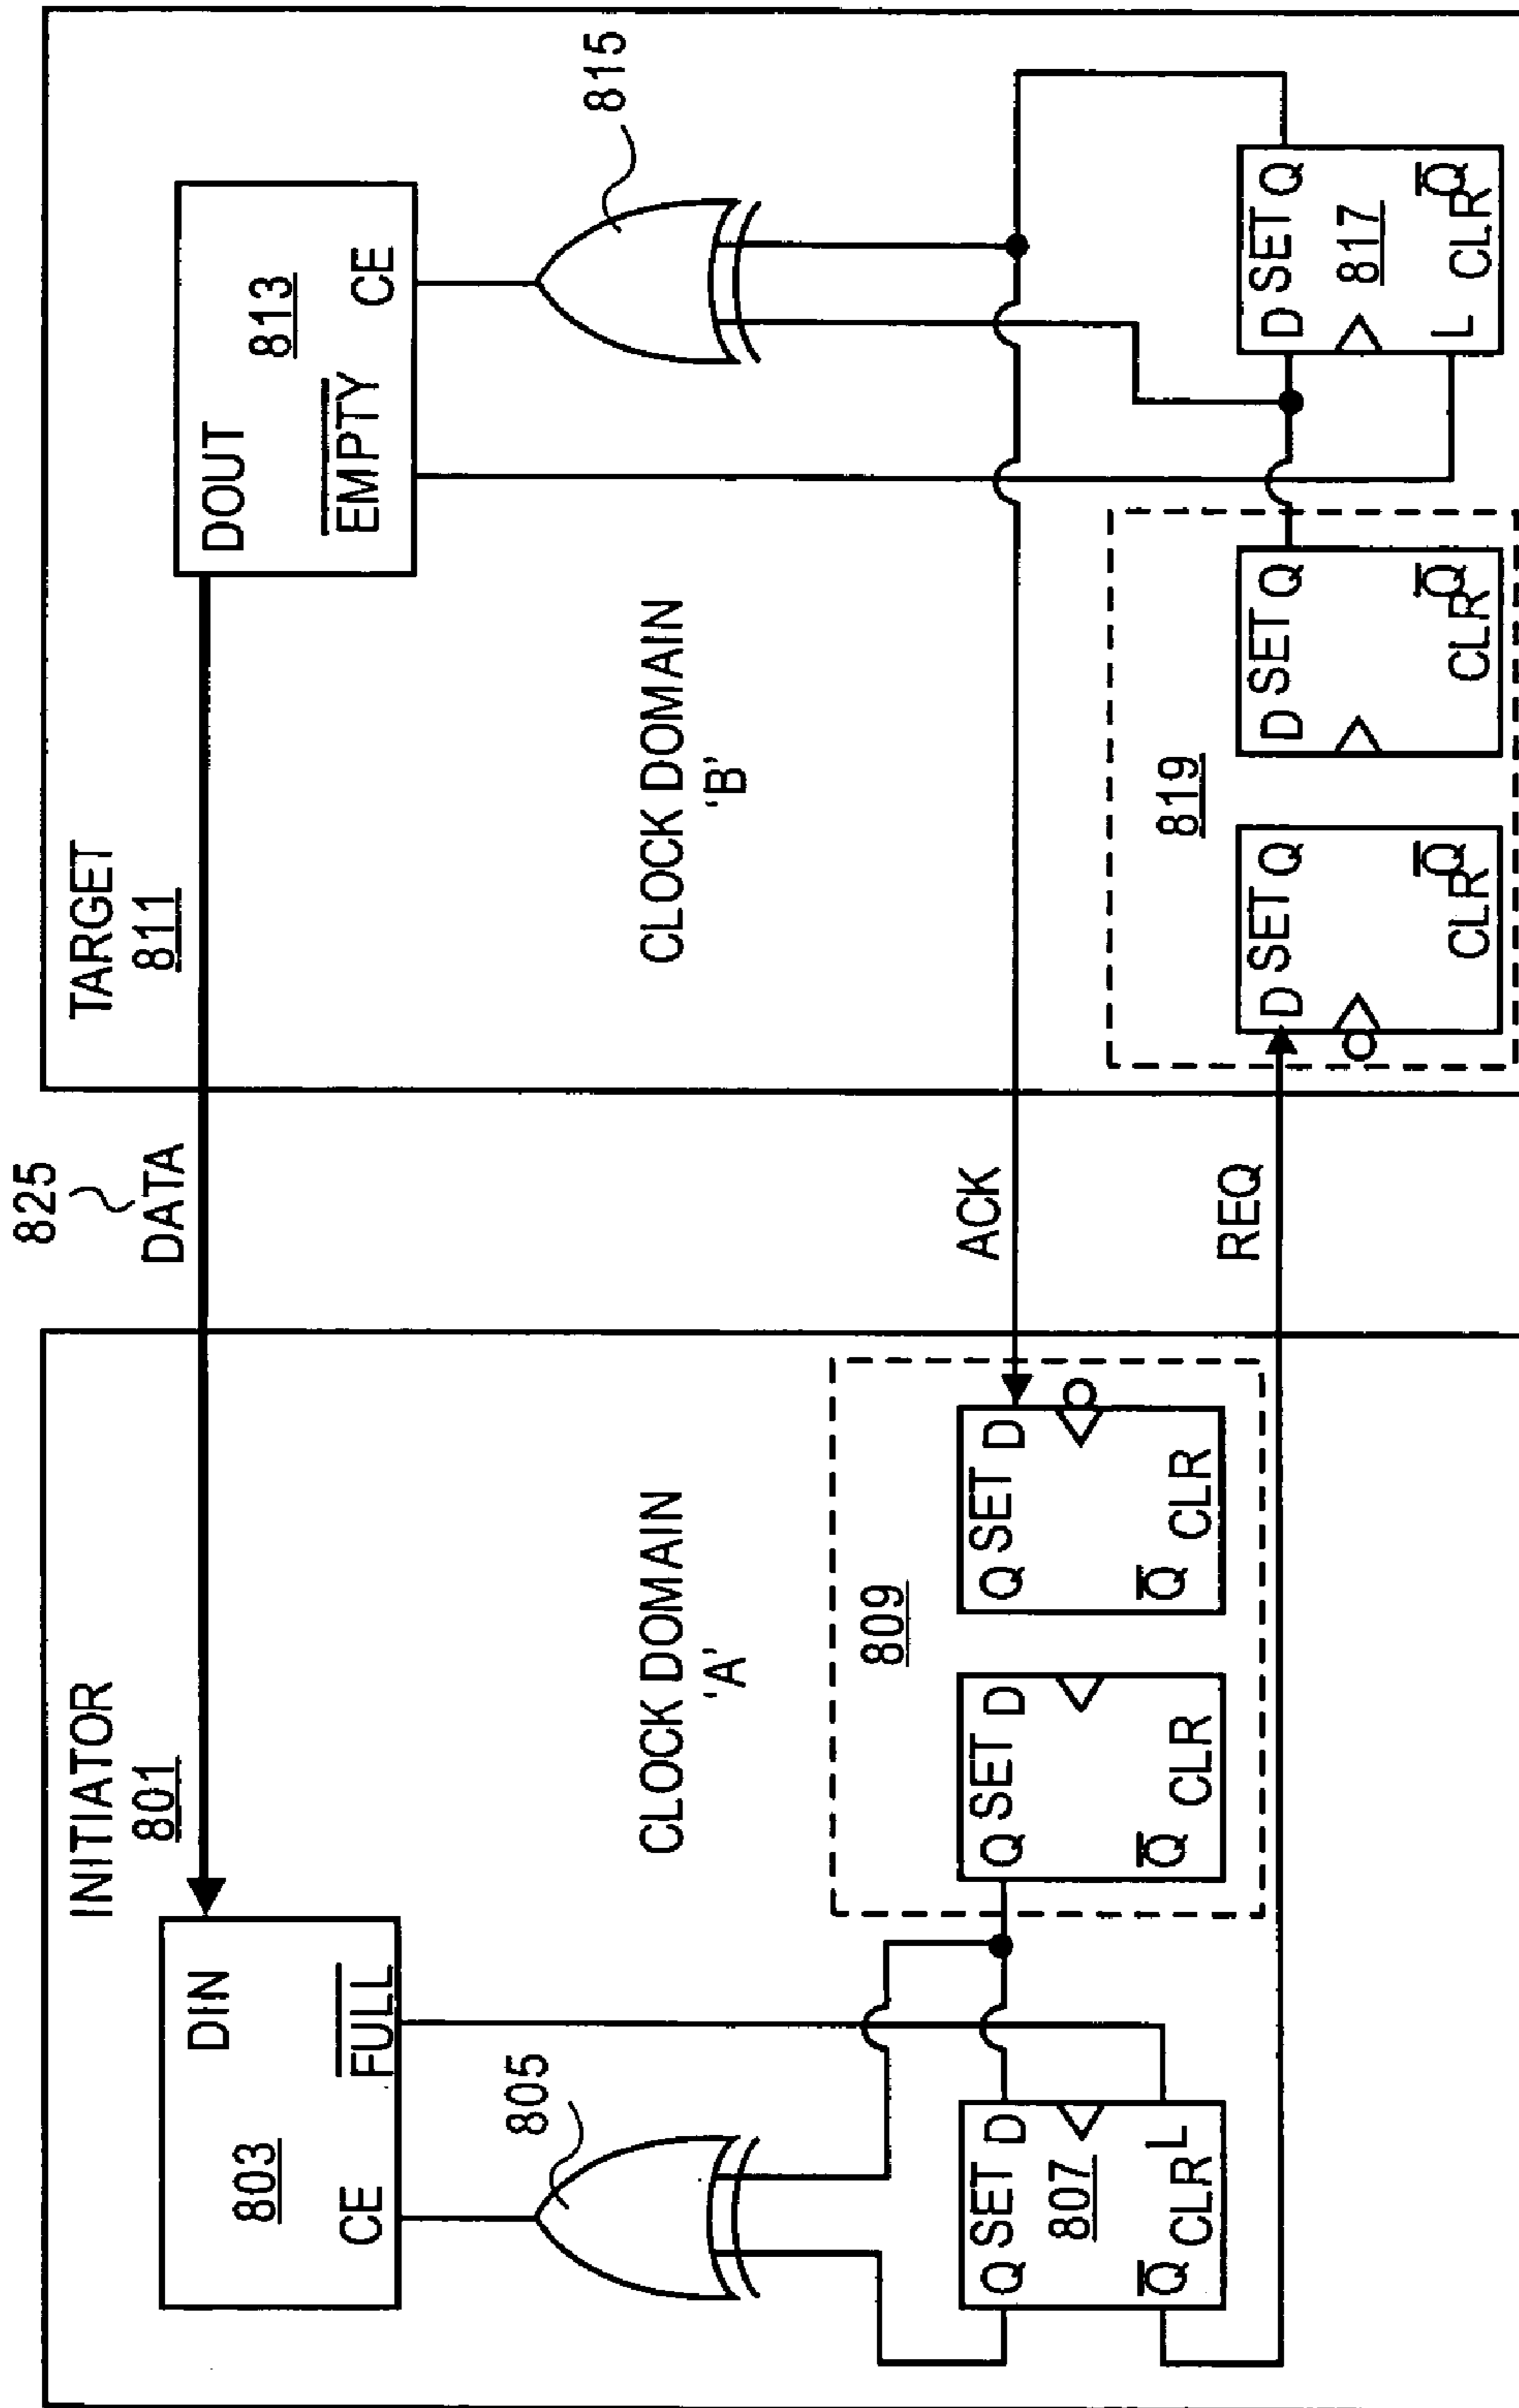 INITIATOR
801
DIN
803
FULL
CE
805
CLOCK DOMAIN
'A'
809
Q SET D
Q CLR
Q SET D
Q CLR
Q SET D
807
Q CLR L
825
DATA
ACK
REQ
TARGET
811
DOUT
813
EMPTY
CE
815
CLOCK DOMAIN
'B'
819
D SET Q
CLR Q
D SET Q
CLR Q
D SET Q
817
L CLR Q